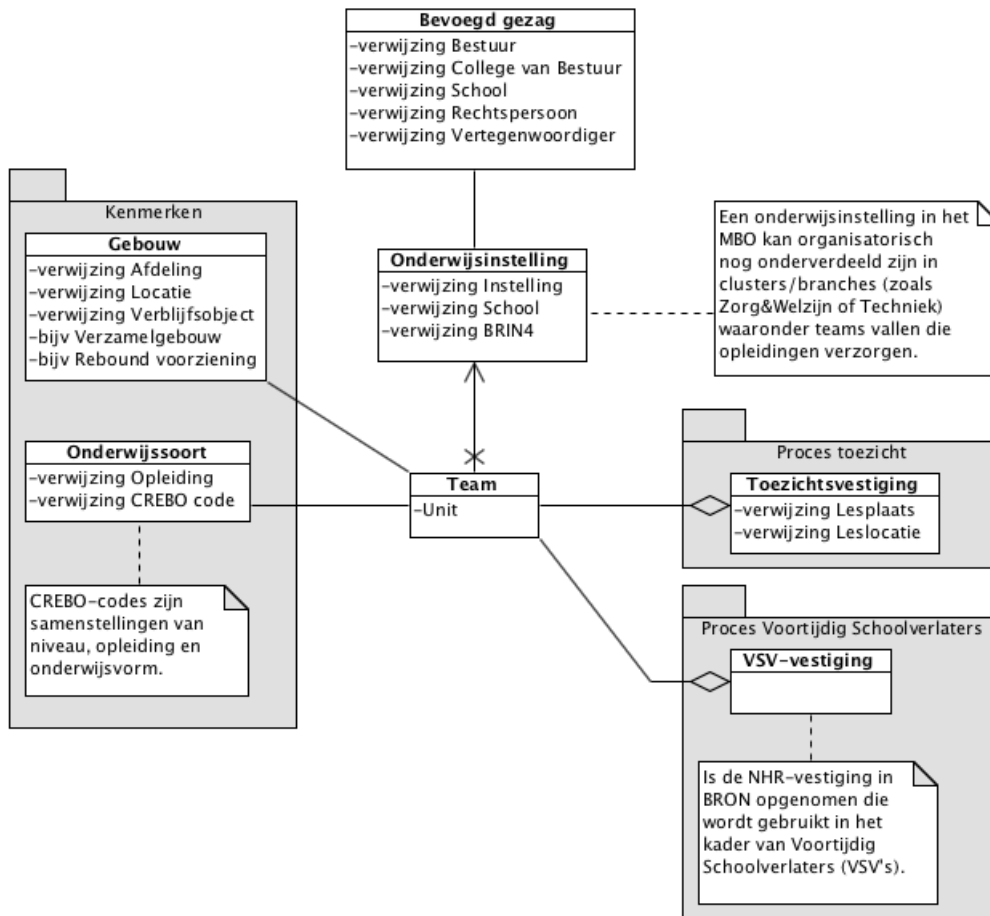 Bevoegd gezag
-verwijzing Bestuur
-verwijzing College van Bestuur
-verwijzing School
-verwijzing Rechtspersoon
-verwijzing Vertegenwoordiger
Kenmerken
Gebouw
-verwijzing Afdeling
-verwijzing Locatie
-verwijzing Verblijfsobject
-bijv Verzamelgebouw
-bijv Rebound voorziening
Onderwijsinstelling
-verwijzing Instelling
-verwijzing School
-verwijzing BRIN4
Een onderwijsinstelling in het
MBO kan organisatorisch
nog onderverdeeld zijn in
clusters/branches (zoals
Zorg&Welzijn of Techniek)
waaronder teams vallen die
opleidingen verzorgen.
Onderwijssoort
-verwijzing Opleiding
-verwijzing CREBO code
Team
-Unit
Proces toezicht
Toezichtsvestiging
-verwijzing Lesplaats
-verwijzing Leslocatie
CREBO-codes zijn
samenstellingen van
niveau, opleiding en
onderwijsvorm.
Proces Voortijdig Schoolverlaters
VSV-vestiging
Is de NHR-vestiging in
BRON opgenomen die
wordt gebruikt in het
kader van Voortijdig
Schoolverlaters (VSV's).